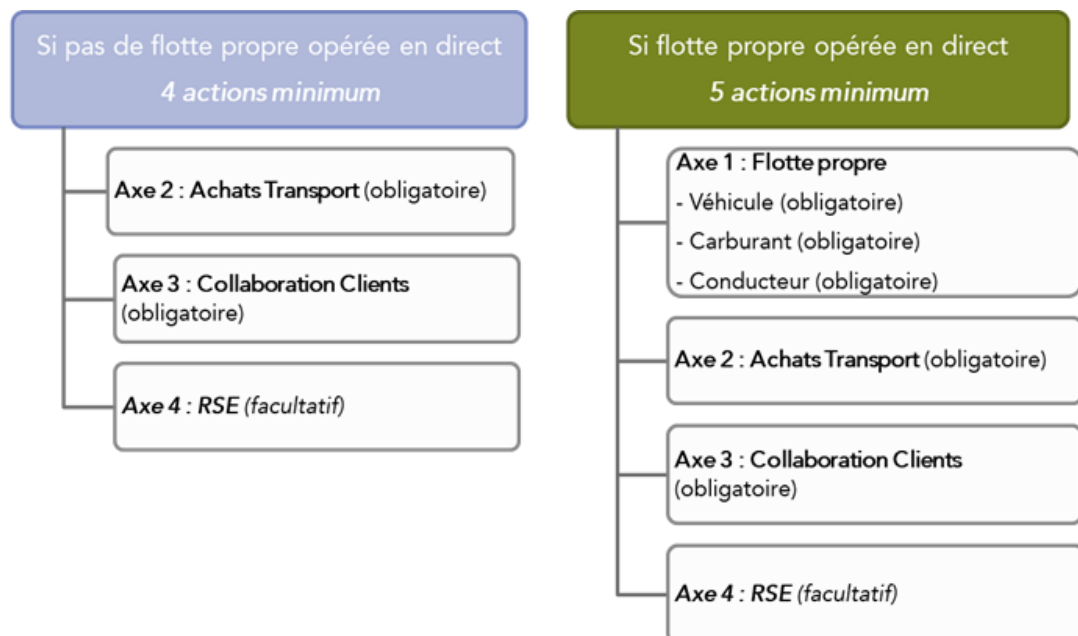 Si pas de flotte propre opérée en direct
4 actions minimum
Axe 2 : Achats Transport (obligatoire)
Axe 3 : Collaboration Clients
(obligatoire)
Axe 4 : RSE (facultatif)
Si flotte propre opérée en direct
5 actions minimum
Axe 1 : Flotte propre
- Véhicule (obligatoire)
- Carburant (obligatoire)
- Conducteur (obligatoire)
Axe 2 : Achats Transport (obligatoire)
Axe 3 : Collaboration Clients
(obligatoire)
Axe 4 : RSE (facultatif)